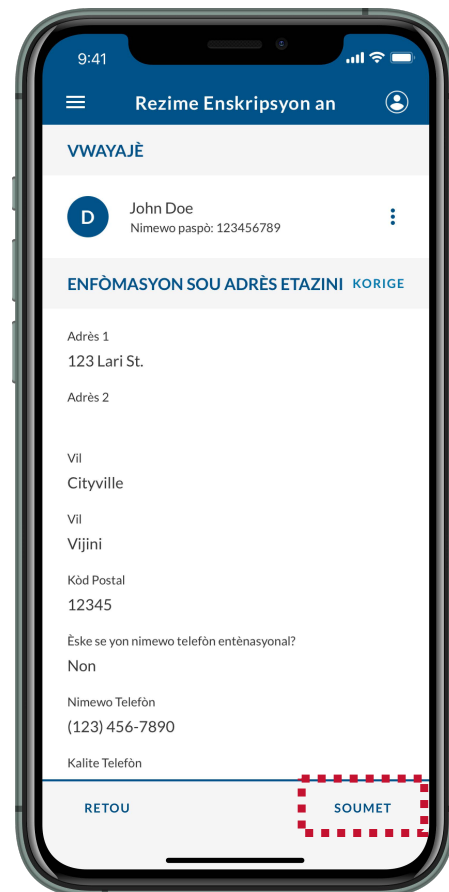 9:41
Rezime Enskripsyon an
VWAYAJÈ
D
John Doe
Nimewo paspò: 123456789
ENFÒMASYON SOU ADRÈS ETAZINI KORIGE
Adrès 1
123 Lari St.
Adrès 2
Vil
Cityville
Vil
Vijini
Kòd Postal
12345
Èske se yon nimewo telefòn entènasyonal?
Non
Nimewo Telefòn
(123) 456-7890
Kalite Telefòn
RETOU SOUMET